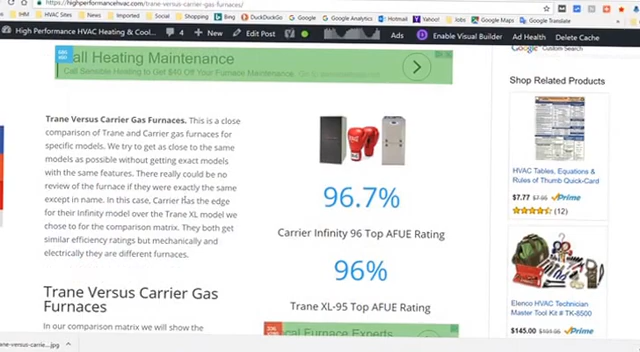 https://highperformancehvac.com/trane-versus-carrier-gas-furnaces/
IHM Social Shopping Bing DuckDuckGo Google Google Analytics Hotmail Yahoo! Jobs Google Maps Google Translate
High Performance HVAC Heating & Cool... 4 New Edit Post Ads Enable Visual Builder Ad Health Delete Cache
Call Heating Maintenance
Call Sensible Heating to Get $40 Off Your Furnace Maintenance.
Google Custom Search
Trane Versus Carrier Gas Furnaces. This is a close
comparison of Trane and Carrier gas furnaces for
specific models. We try to get as close to the same
models as possible without getting exact models
with the same features. There really could be no
review of the furnace if they were exactly the same
except in name. In this case, Carrier has the edge
for their Infinity model over the Trane XL model we
chose to for the comparison matrix. They both get
similar efficiency ratings but mechanically and
electrically they are different furnaces.
Trane Versus Carrier Gas
Furnaces
In our comparison matrix we will show the
96.7%
Carrier Infinity 96 Top AFUE Rating
96%
Trane XL-95 Top AFUE Rating
Local Furnace Experts
Shop Related Products
HVAC Tables, Equations &
Rules of Thumb Quick-Card
$7.77 $7.95 Prime
(12)
Elenco HVAC Technician
Master Tool Kit # TK-8500
$145.00 Prime
ane-versus-carrie....jpg